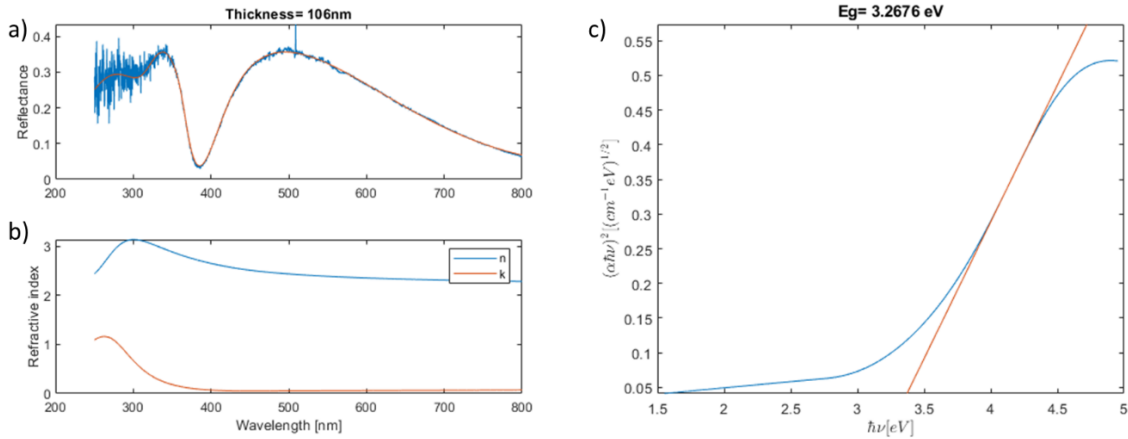 a)
Thickness= 106nm
Reflectance
0.4
0.3
0.2
0.1
0
200 300 400 500 600 700 800
b)
Refractive index
3
2
1
0
n
k
200 300 400 500 600 700 800
Wavelength [nm]
c)
Eg= 3.2676 eV
(αħν)²[(cm⁻¹eV)¹/²]
0.55
0.5
0.45
0.4
0.35
0.3
0.25
0.2
0.15
0.1
0.05
1.5 2 2.5 3 3.5 4 4.5 5
ħν[eV]